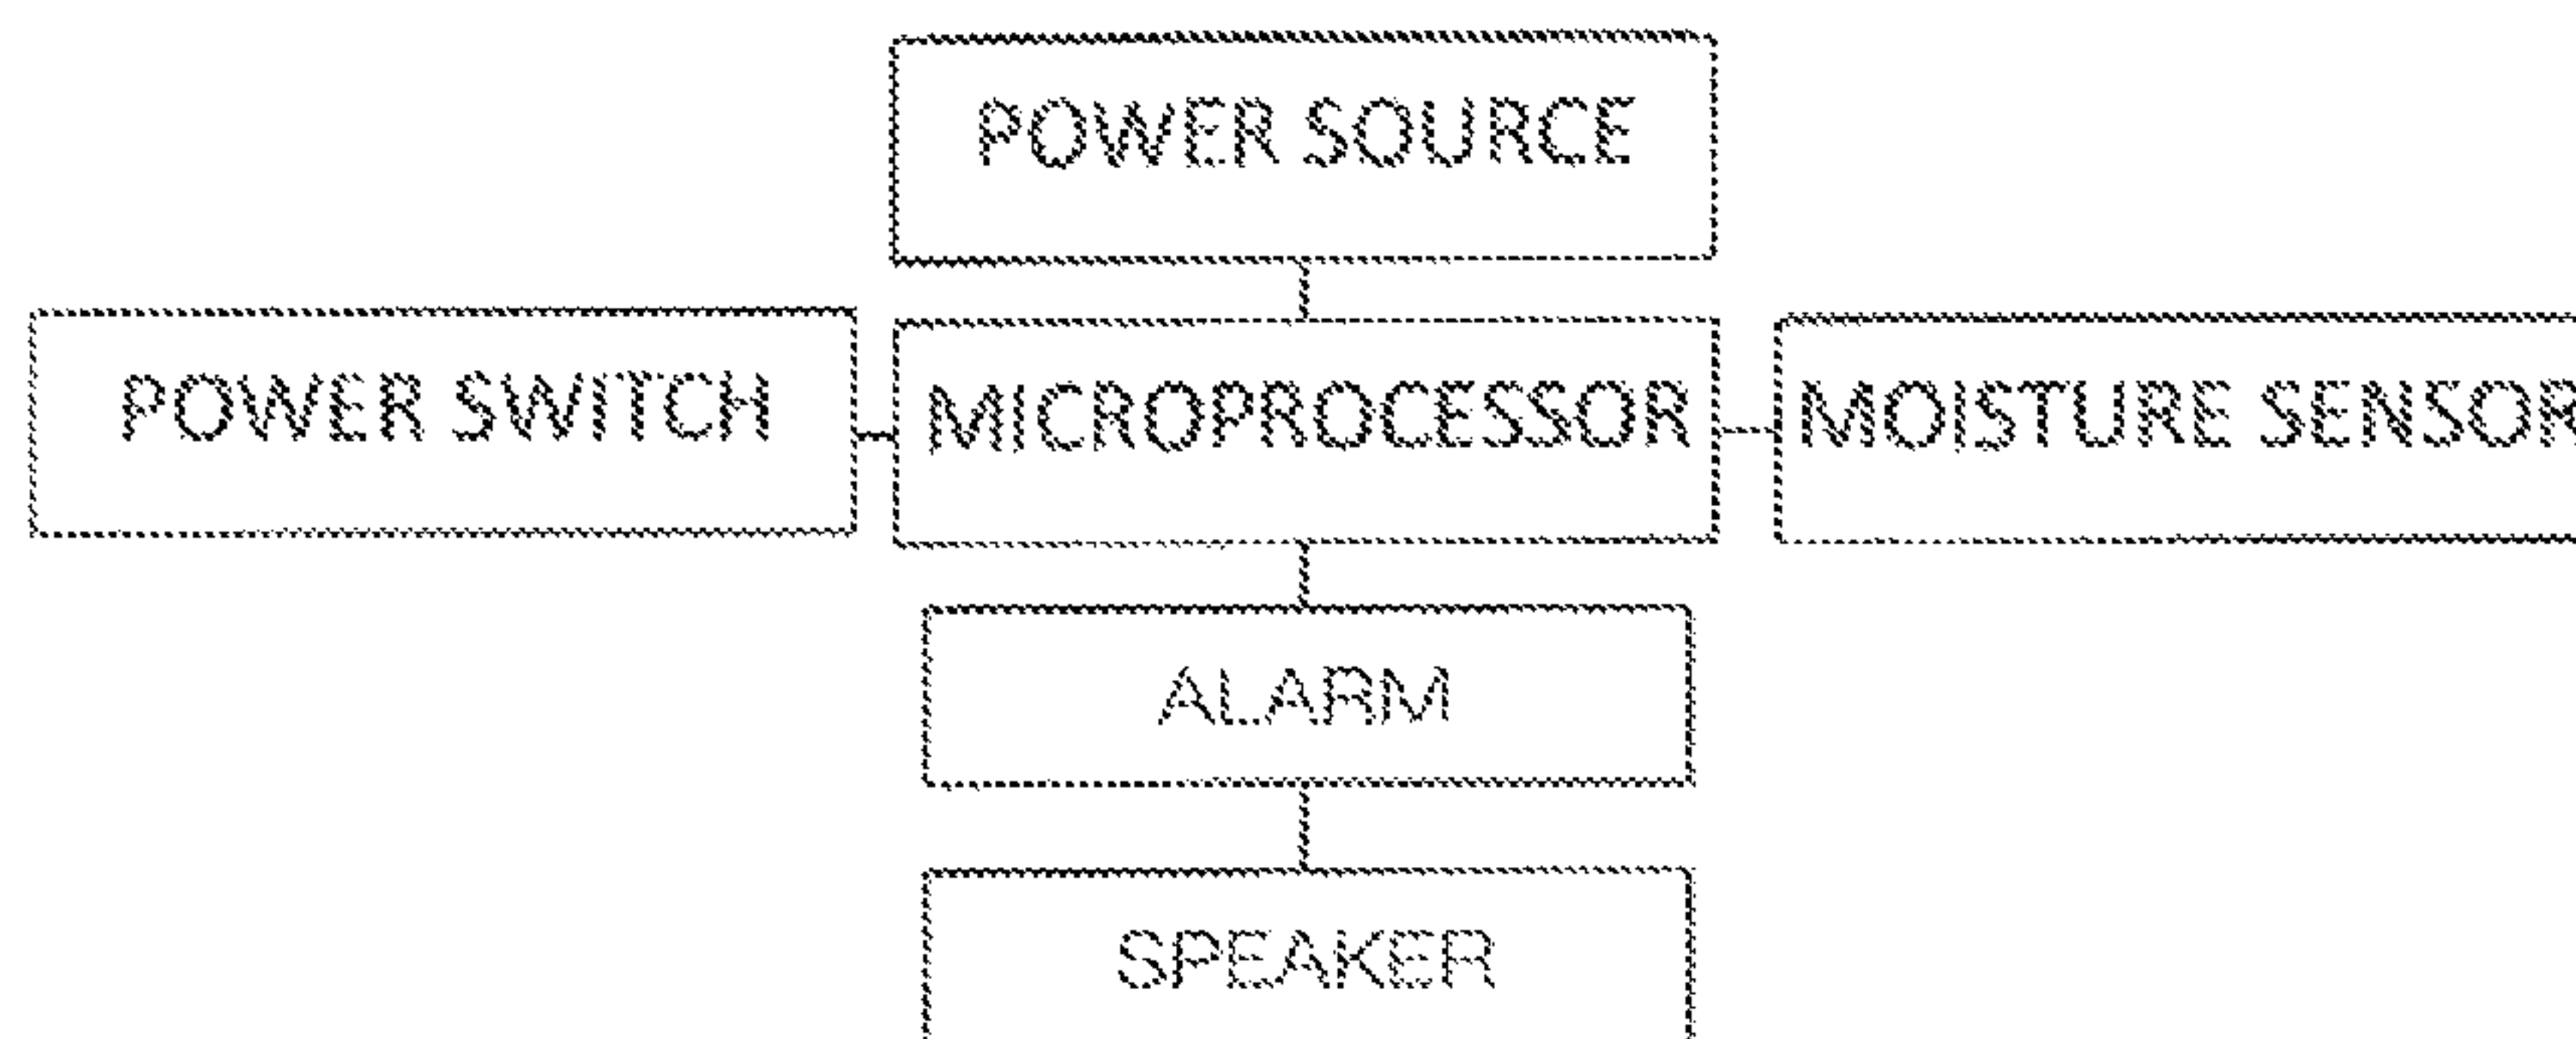 POWER SOURCE
POWER SWITCH
MICROPROCESSOR
MOISTURE SENSOR
ALARM
SPEAKER